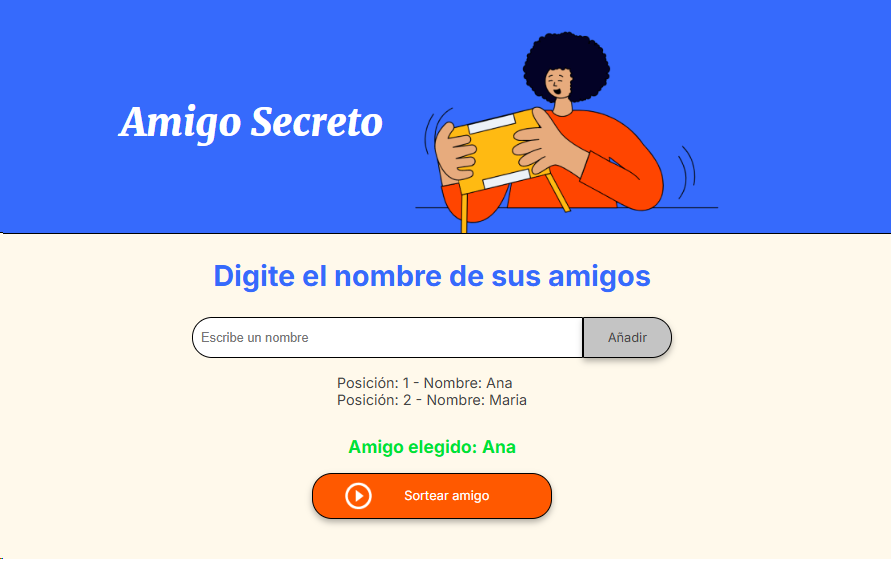 Amigo Secreto
Digite el nombre de sus amigos
Escribe un nombre
Añadir
Posición: 1 - Nombre: Ana
Posición: 2 - Nombre: Maria
Amigo elegido: Ana
Sortear amigo